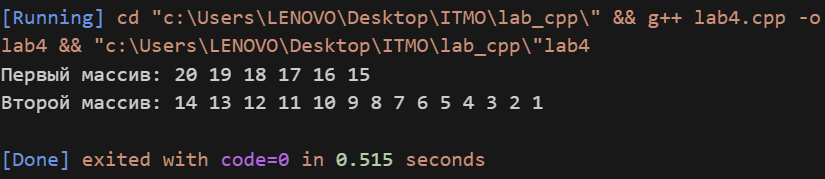 [Running] cd "c:\Users\LENOVO\Desktop\ITMO\lab_cpp\" && g++ lab4.cpp -o
lab4 && "c:\Users\LENOVO\Desktop\ITMO\lab_cpp\"lab4
Первый массив: 20 19 18 17 16 15
Второй массив: 14 13 12 11 10 9 8 7 6 5 4 3 2 1
[Done] exited with code=0 in 0.515 seconds